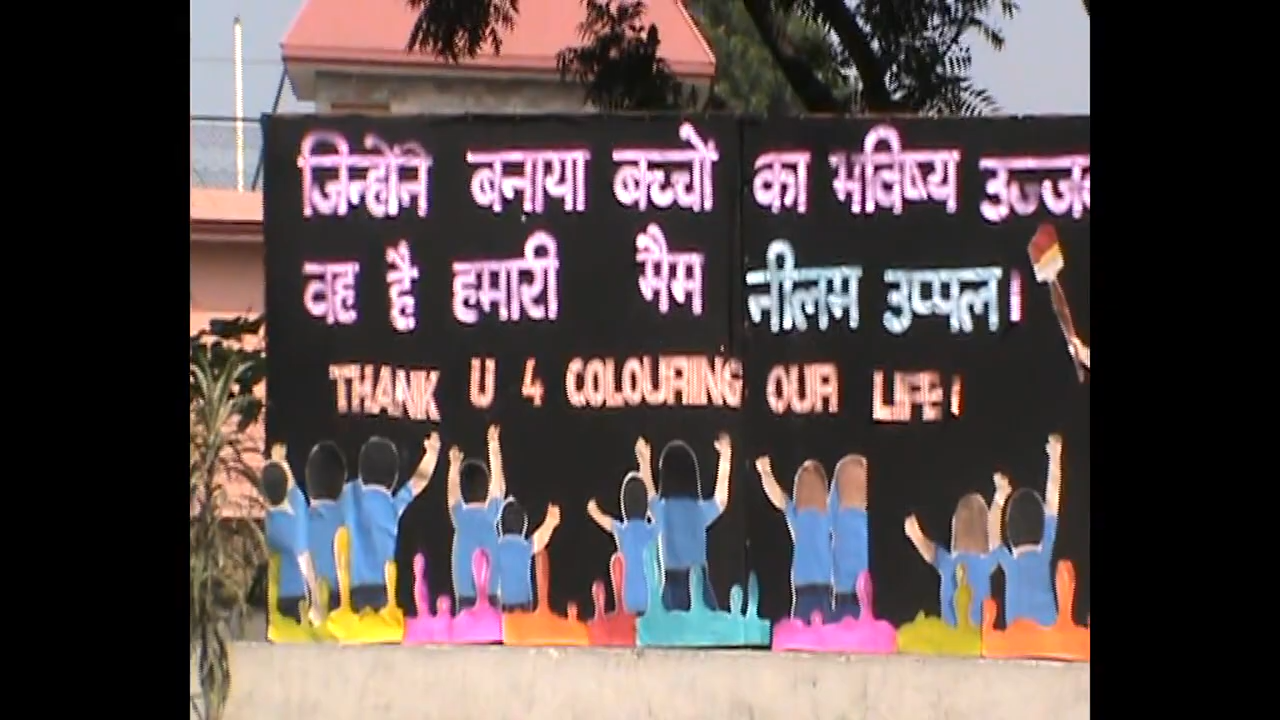 जिन्होंने बनाया बच्चों का भविष्य
वह है हमारी मैम नीलम उप्पल।
THANK U 4 COLOURING OUR LIFE!